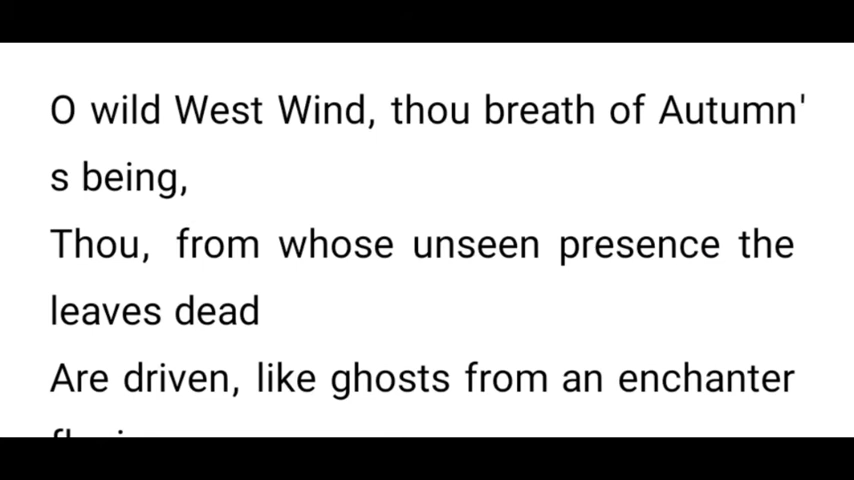 O wild West Wind, thou breath of Autumn'
s being,
Thou, from whose unseen presence the
leaves dead
Are driven, like ghosts from an enchanter